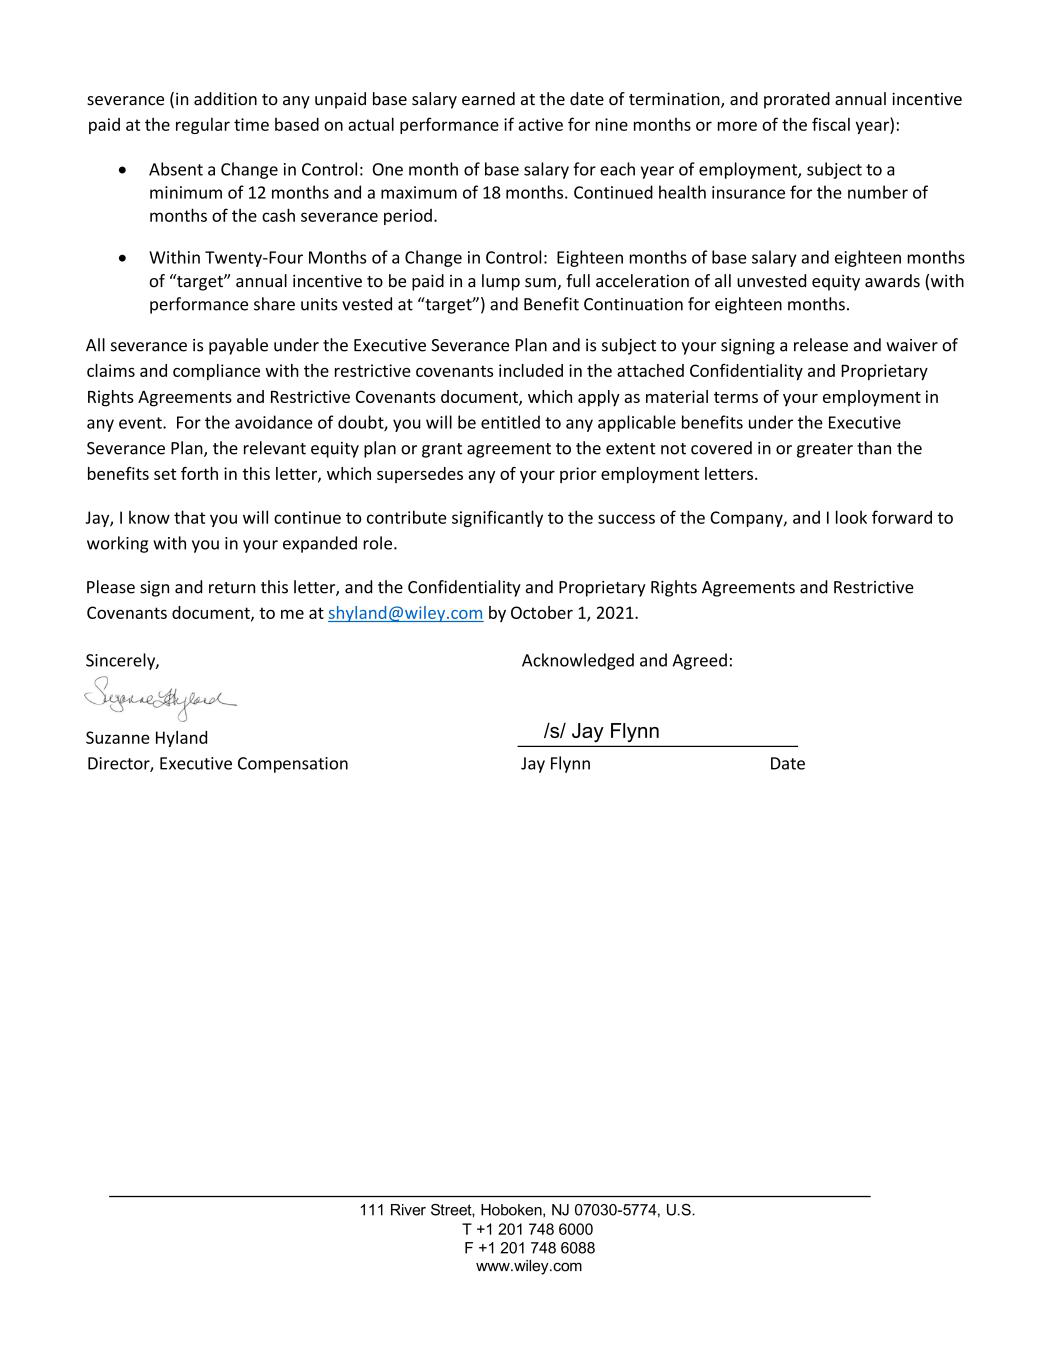 severance (in addition to any unpaid base salary earned at the date of termination, and prorated annual incentive
paid at the regular time based on actual performance if active for nine months or more of the fiscal year):
• Absent a Change in Control:  One month of base salary for each year of employment, subject to a
minimum of 12 months and a maximum of 18 months. Continued health insurance for the number of
months of the cash severance period.
• Within Twenty-Four Months of a Change in Control:  Eighteen months of base salary and eighteen months
of “target” annual incentive to be paid in a lump sum, full acceleration of all unvested equity awards (with
performance share units vested at “target”) and Benefit Continuation for eighteen months.
All severance is payable under the Executive Severance Plan and is subject to your signing a release and waiver of
claims and compliance with the restrictive covenants included in the attached Confidentiality and Proprietary
Rights Agreements and Restrictive Covenants document, which apply as material terms of your employment in
any event.  For the avoidance of doubt, you will be entitled to any applicable benefits under the Executive
Severance Plan, the relevant equity plan or grant agreement to the extent not covered in or greater than the
benefits set forth in this letter, which supersedes any of your prior employment letters.
Jay, I know that you will continue to contribute significantly to the success of the Company, and I look forward to
working with you in your expanded role.
Please sign and return this letter, and the Confidentiality and Proprietary Rights Agreements and Restrictive
Covenants document, to me at shyland@wiley.com by October 1, 2021.
Sincerely, Acknowledged and Agreed:
Suzanne Hyland
/s/ Jay Flynn
Suzanne Hyland
Director, Executive Compensation Jay Flynn Date
111 River Street, Hoboken, NJ 07030-5774, U.S.
T +1 201 748 6000
F +1 201 748 6088
www.wiley.com